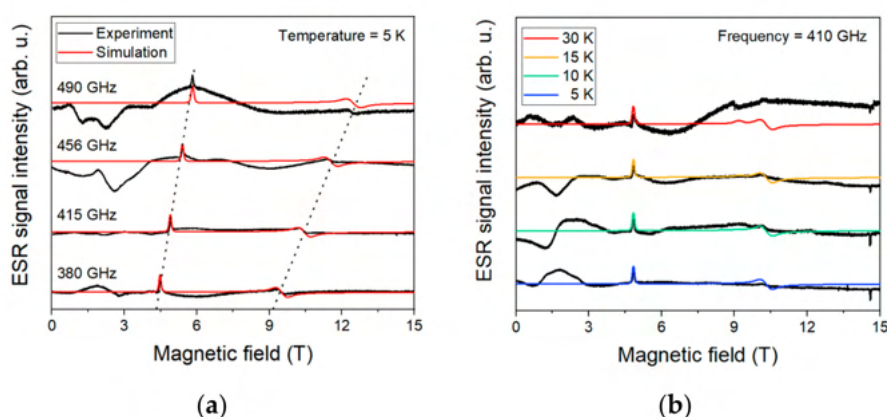 Experiment
Simulation
Temperature = 5 K
490 GHz
456 GHz
415 GHz
380 GHz
ESR signal intensity (arb. u.)
0 3 6 9 12 15
Magnetic field (T)
(a)
30 K
15 K
10 K
5 K
Frequency = 410 GHz
ESR signal intensity (arb. u.)
0 3 6 9 12 15
Magnetic field (T)
(b)